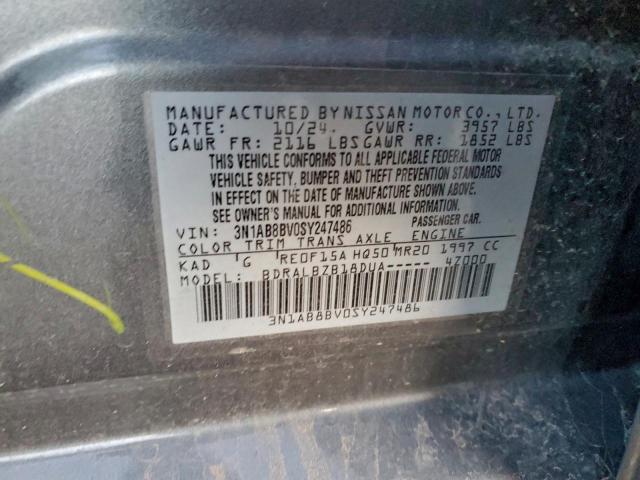 MANUFACTURED BY NISSAN MOTOR CO., LTD.
DATE: 10/24. GVWR: 3957 LBS
GAWR FR: 2116 LBS GAWR RR: 1852 LBS
THIS VEHICLE CONFORMS TO ALL APPLICABLE FEDERAL MOTOR
VEHICLE SAFETY, BUMPER AND THEFT PREVENTION STANDARDS
IN EFFECT ON THE DATE OF MANUFACTURE SHOWN ABOVE.
SEE OWNER'S MANUAL FOR ADDITIONAL INFORMATION.
VIN: 3N1AB8BV0SY247486 PASSENGER CAR.
COLOR TRIM TRANS AXLE ENGINE
KAD G RE0F15A HQ50 MR20 1997 CC
MODEL: BDRALBZB18DUA----- 4Z000
3N1AB8BV0SY247486